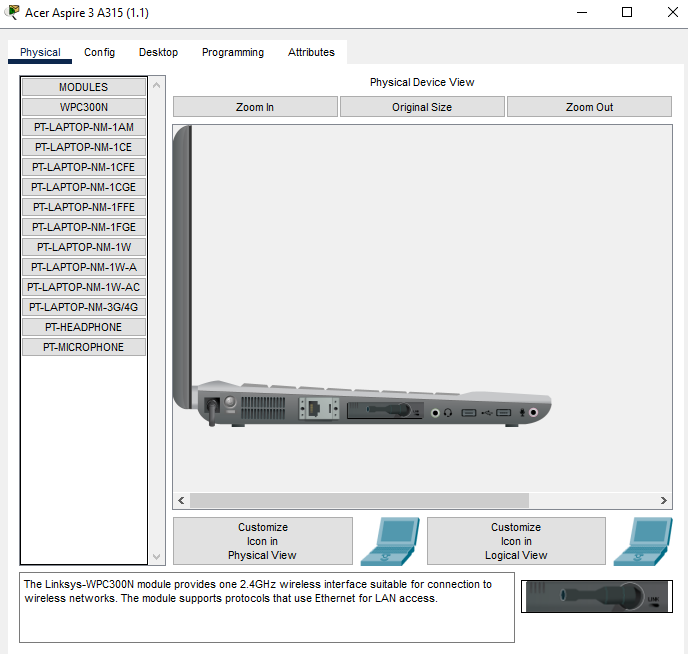 Acer Aspire 3 A315 (1.1)
Physical Config Desktop Programming Attributes
MODULES
WPC300N
PT-LAPTOP-NM-1AM
PT-LAPTOP-NM-1CE
PT-LAPTOP-NM-1CFE
PT-LAPTOP-NM-1CGE
PT-LAPTOP-NM-1FFE
PT-LAPTOP-NM-1FGE
PT-LAPTOP-NM-1W
PT-LAPTOP-NM-1W-A
PT-LAPTOP-NM-1W-AC
PT-LAPTOP-NM-3G/4G
PT-HEADPHONE
PT-MICROPHONE
Physical Device View
Zoom In Original Size Zoom Out
Customize
Icon in
Physical View
Customize
Icon in
Logical View
The Linksys-WPC300N module provides one 2.4GHz wireless interface suitable for connection to
wireless networks. The module supports protocols that use Ethernet for LAN access.